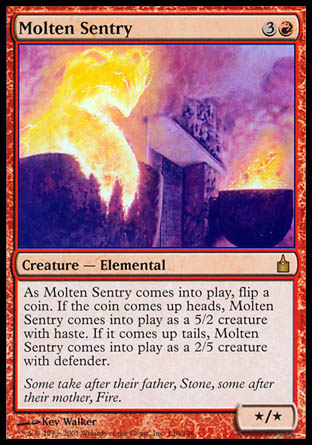 Molten Sentry 3
Creature — Elemental
As Molten Sentry comes into play, flip a
coin. If the coin comes up heads, Molten
Sentry comes into play as a 5/2 creature
with haste. If it comes up tails, Molten
Sentry comes into play as a 2/5 creature
with defender.
Some take after their father, Stone, some after
their mother, Fire.
Key Walker
★/★